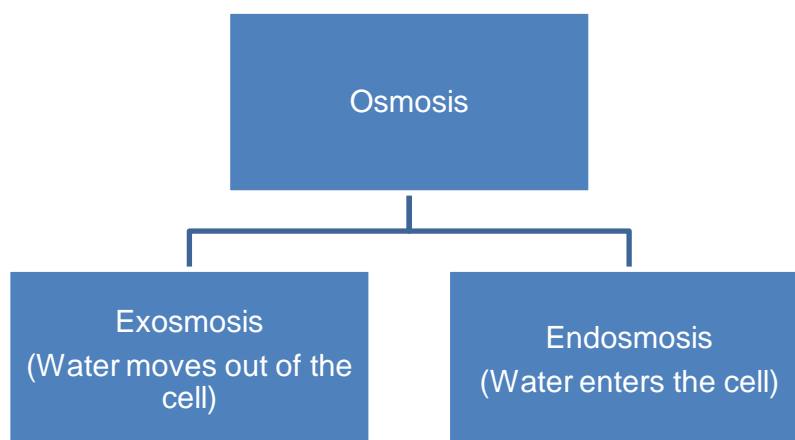 Osmosis
Exosmosis
(Water moves out of the
cell)
Endosmosis
(Water enters the cell)